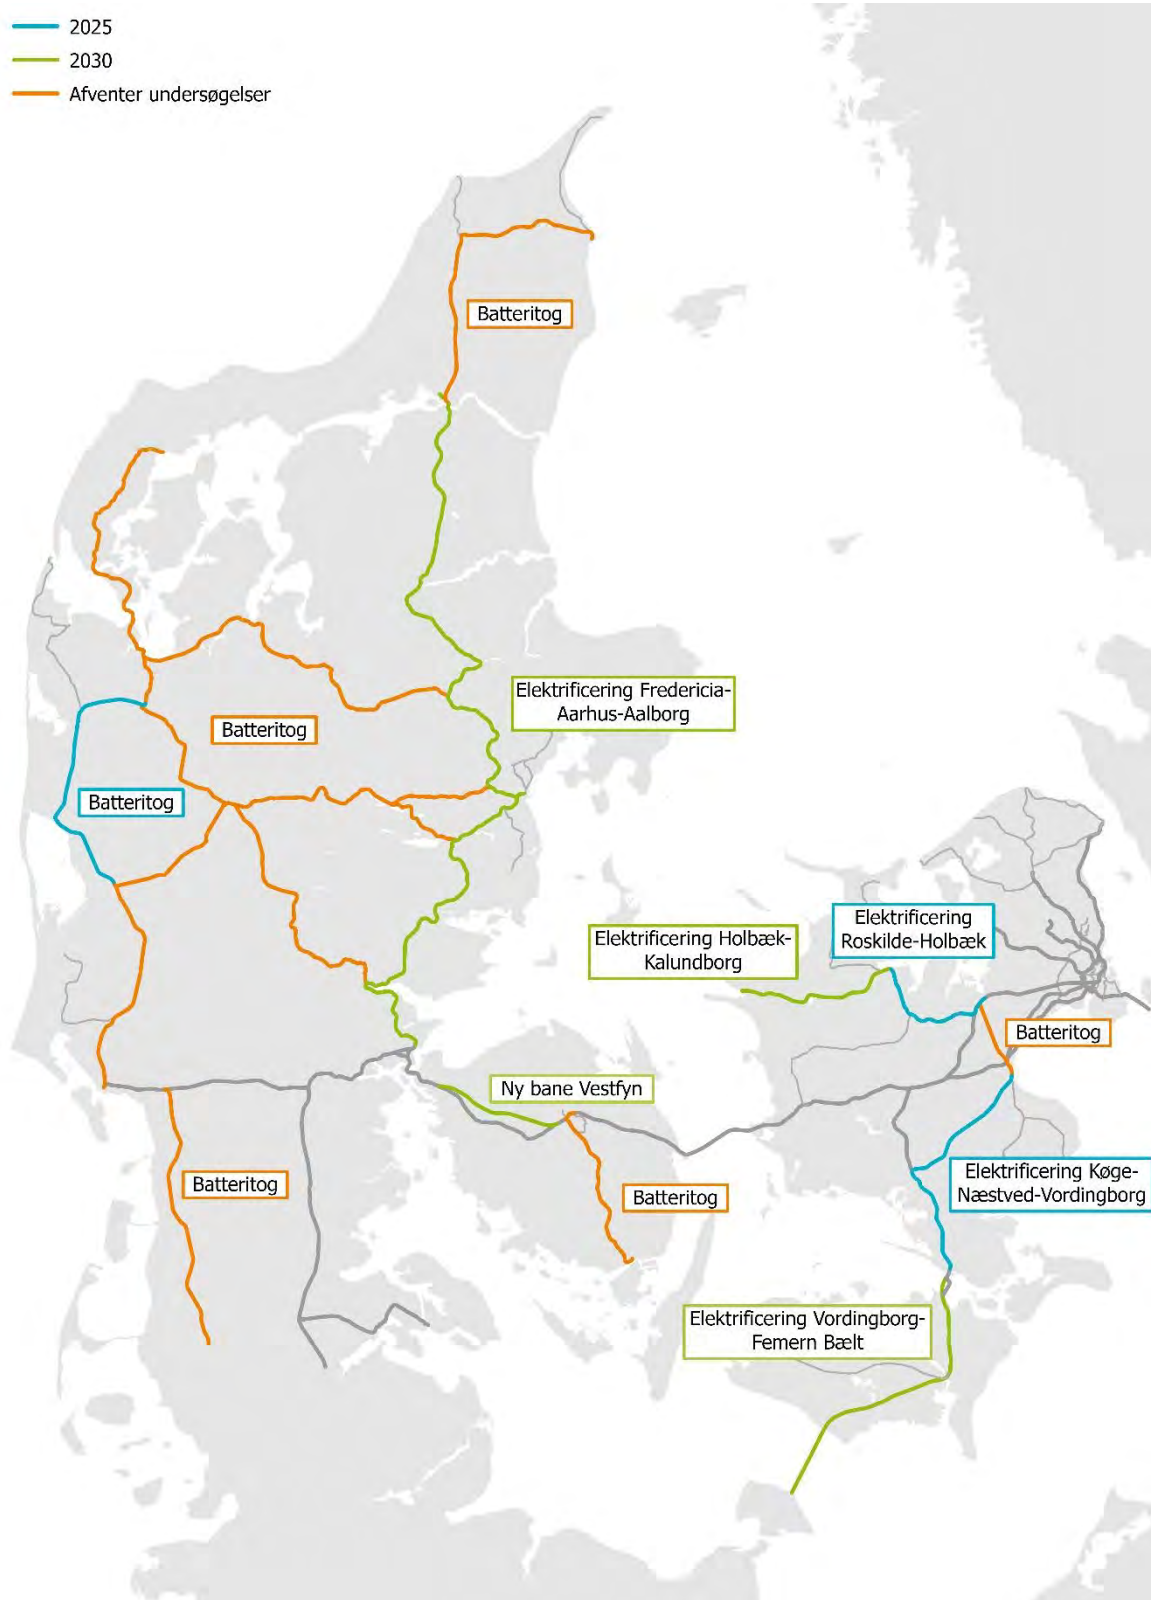 2025
2030
Afventer undersøgelser
Batteritog
Elektrificering Fredericia-
Aarhus-Aalborg
Batteritog
Batteritog
Elektrificering
Roskilde-Holbæk
Elektrificering Holbæk-
Kalundborg
Batteritog
Ny bane Vestfyn
Batteritog
Batteritog
Elektrificering Køge-
Næstved-Vordingborg
Elektrificering Vordingborg-
Femern Bælt